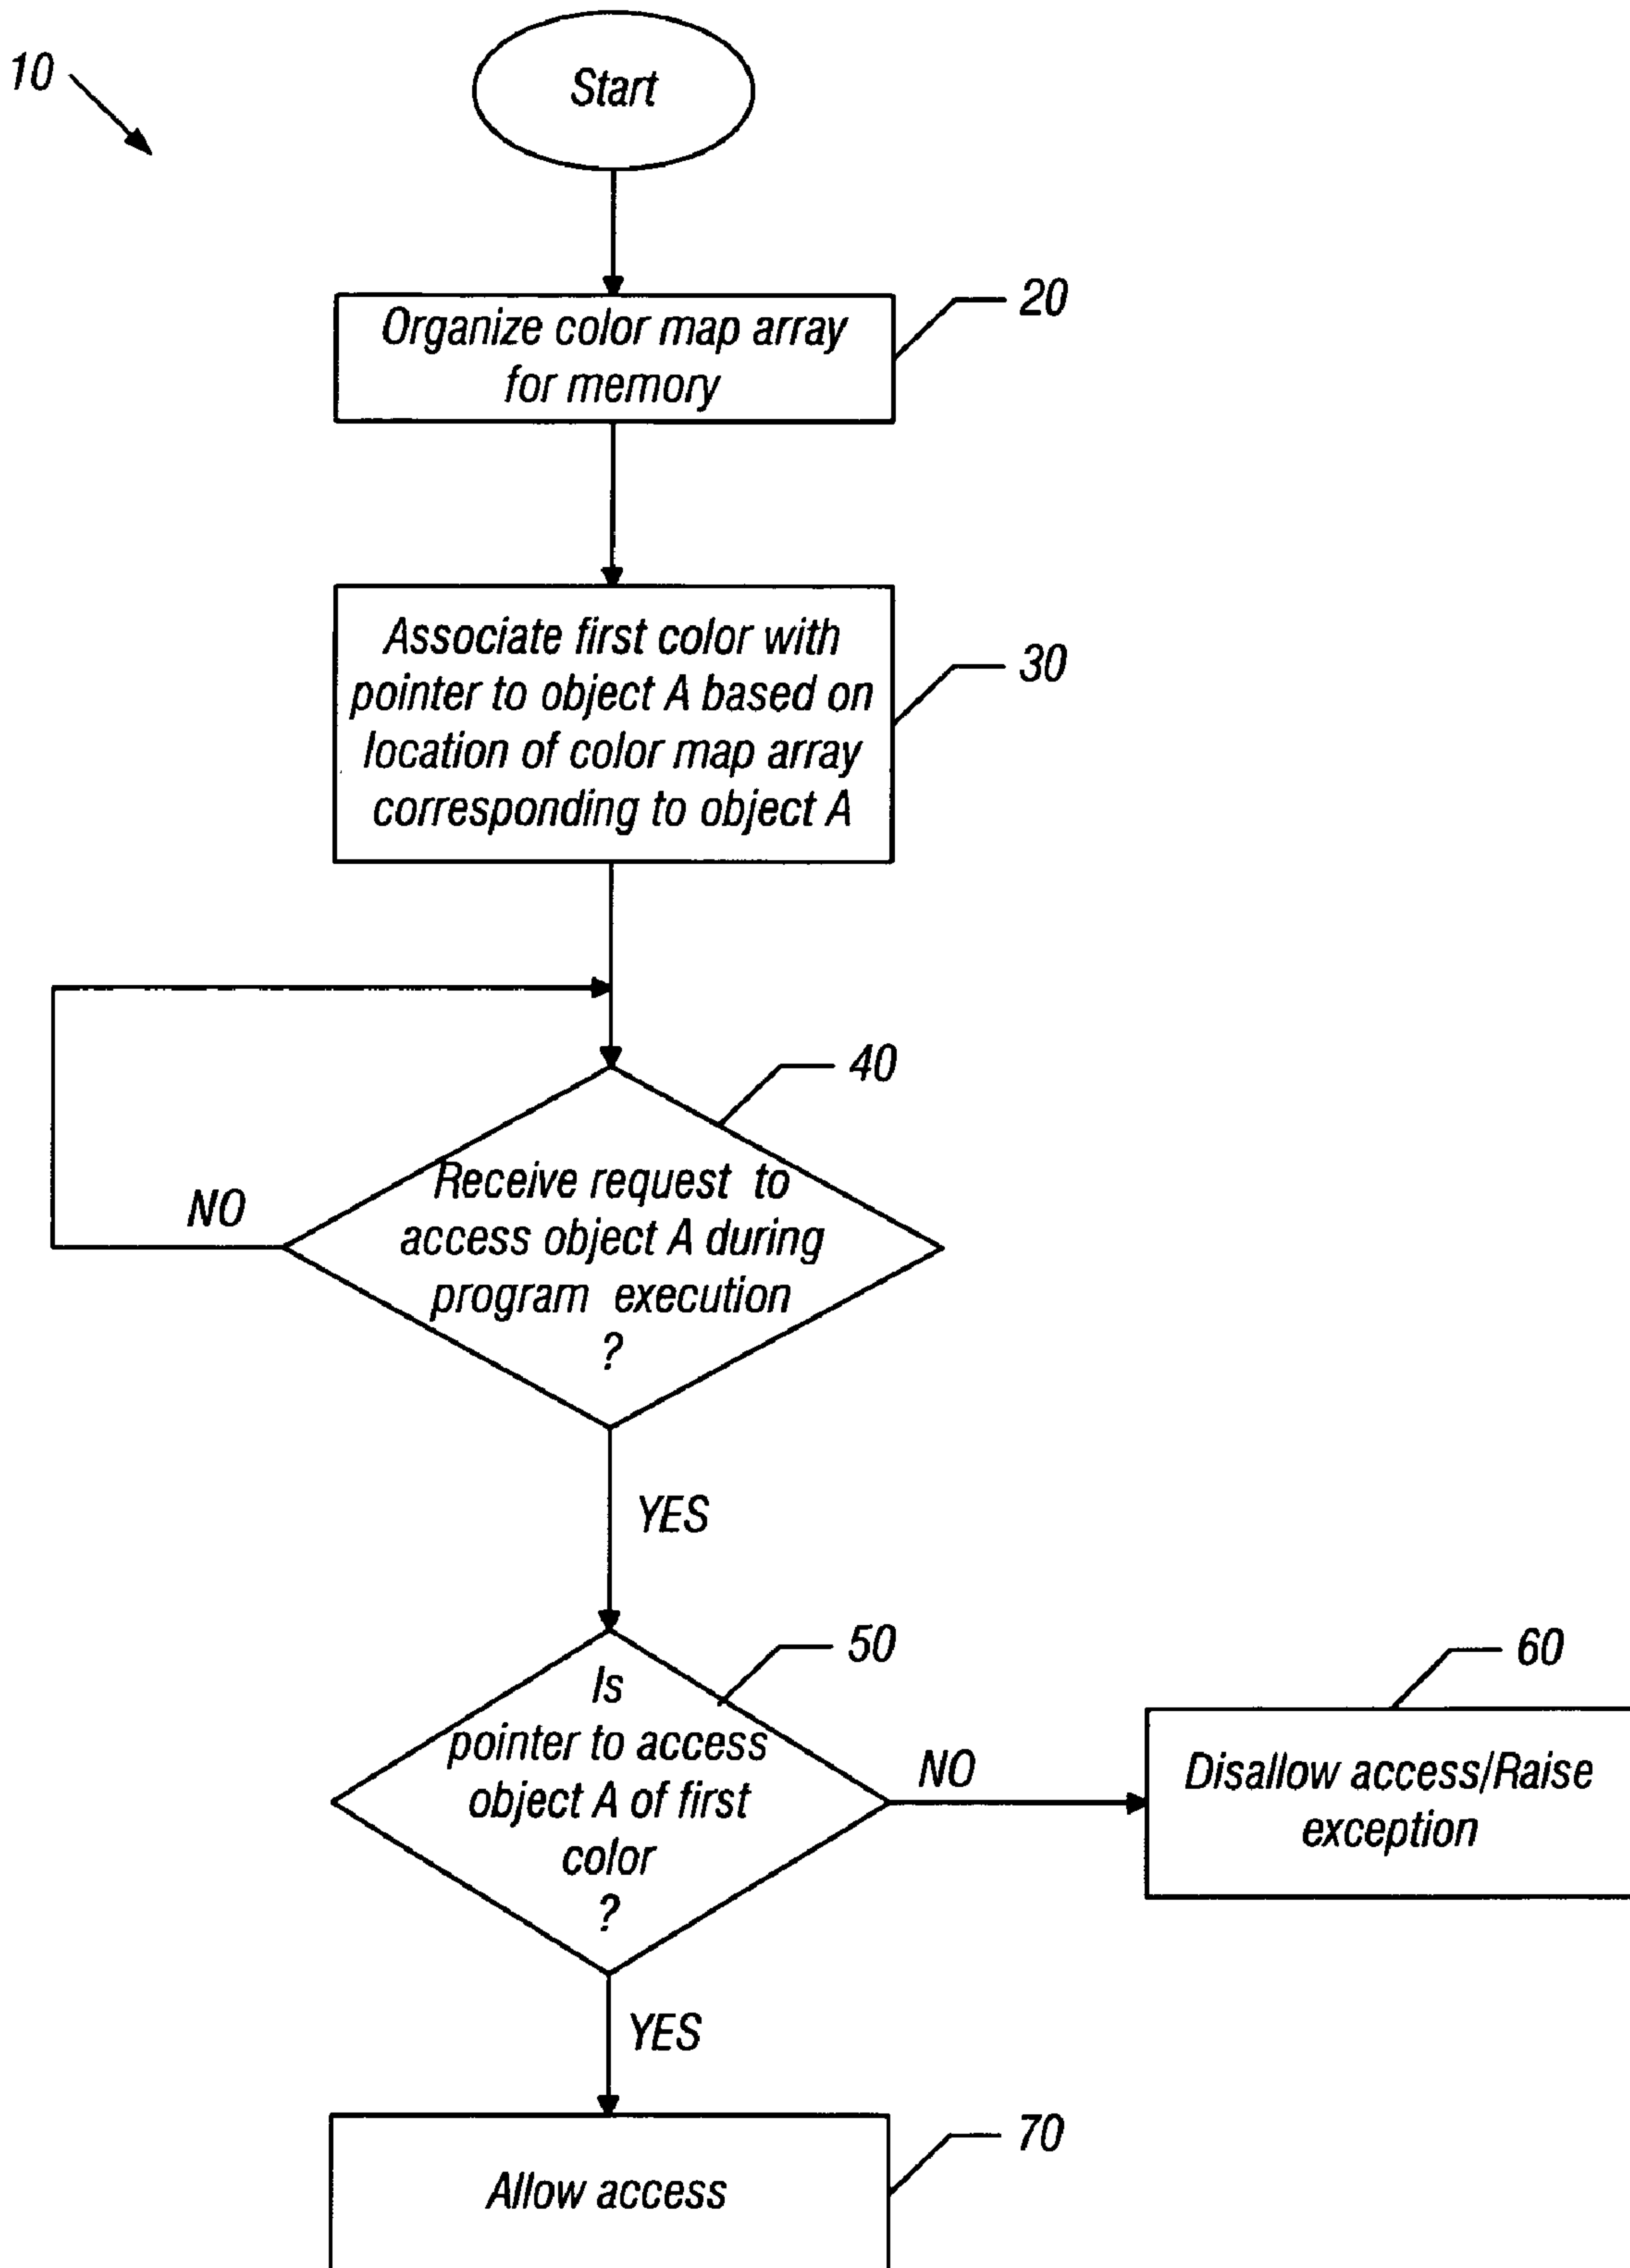 10
Start
20
Organize color map array
for memory
30
Associate first color with
pointer to object A based on
location of color map array
corresponding to object A
40
Receive request to
access object A during
program execution
?
NO
YES
50
Is
pointer to access
object A of first
color
?
NO
60
Disallow access/Raise
exception
YES
70
Allow access